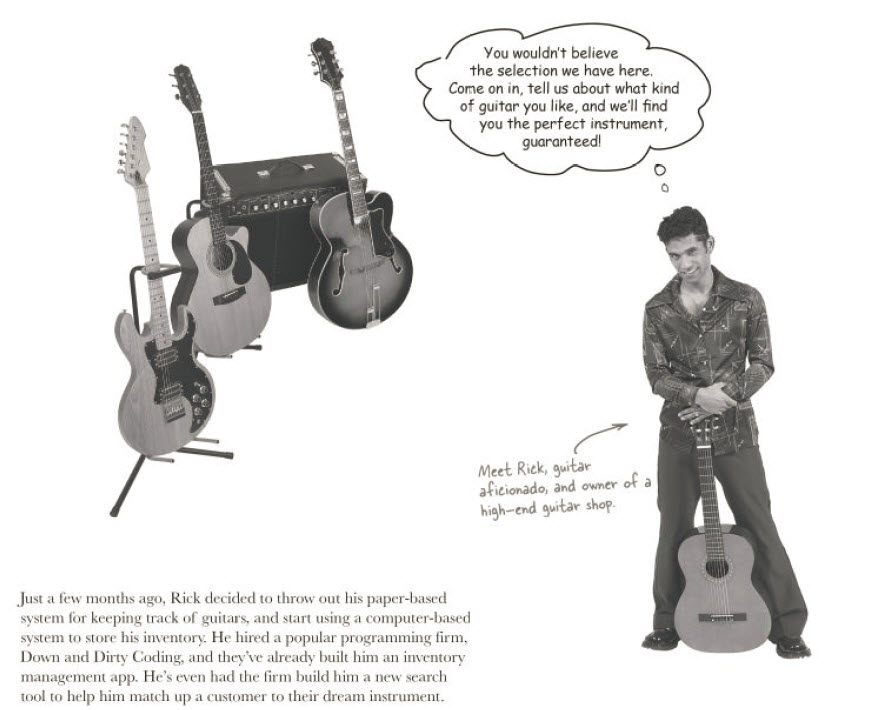 You wouldn't believe
the selection we have here.
Come on in, tell us about what kind
of guitar you like, and we'll find
you the perfect instrument,
guaranteed!
Meet Rick, guitar
aficionado, and owner of a
high-end guitar shop.
Just a few months ago, Rick decided to throw out his paper-based
system for keeping track of guitars, and start using a computer-based
system to store his inventory. He hired a popular programming firm,
Down and Dirty Coding, and they've already built him an inventory
management app. He's even had the firm build him a new search
tool to help him match up a customer to their dream instrument.